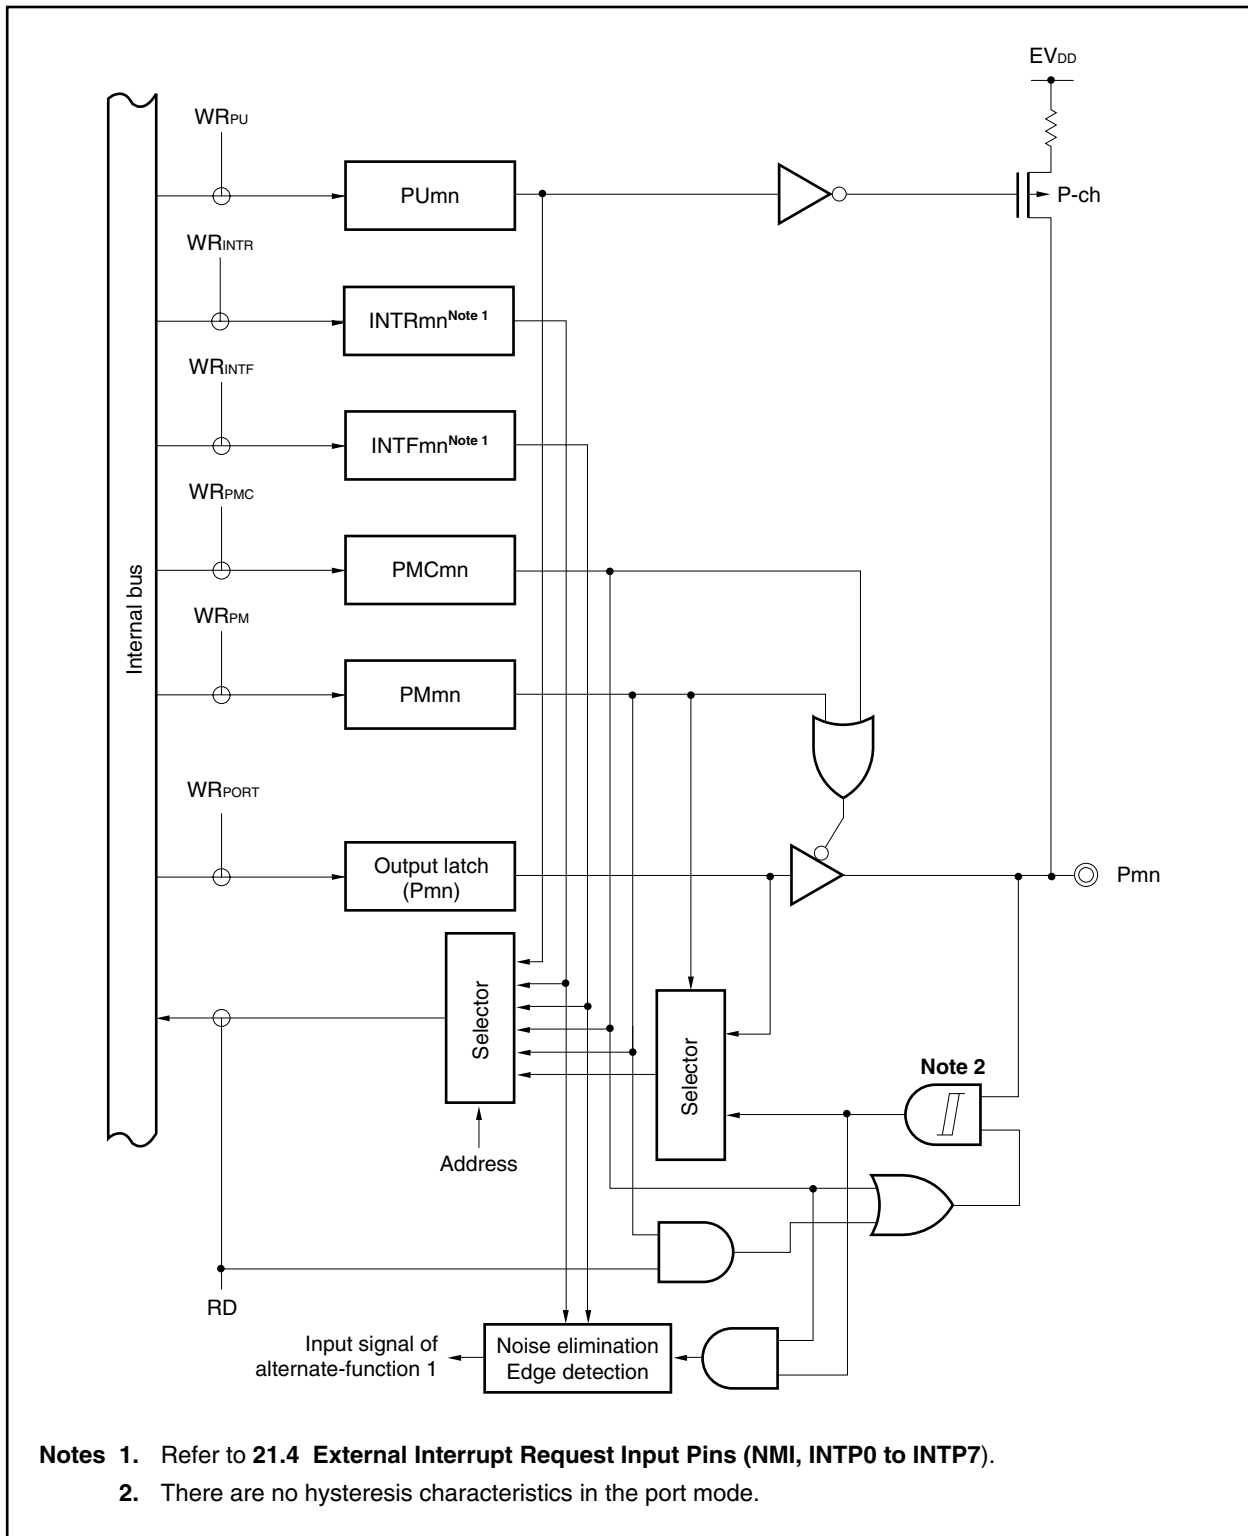 EVDD
WRPU
PUmn
P-ch
WRINTR
INTRmnNote 1
WRINTF
INTFmnNote 1
WRPMC
PMCmn
Internal bus
WRPM
PMmn
WRPORT
Output latch
(Pmn)
Pmn
Selector
Selector
Note 2
Address
RD
Input signal of
alternate-function 1
Noise elimination
Edge detection
Notes 1. Refer to 21.4 External Interrupt Request Input Pins (NMI, INTP0 to INTP7).
2. There are no hysteresis characteristics in the port mode.